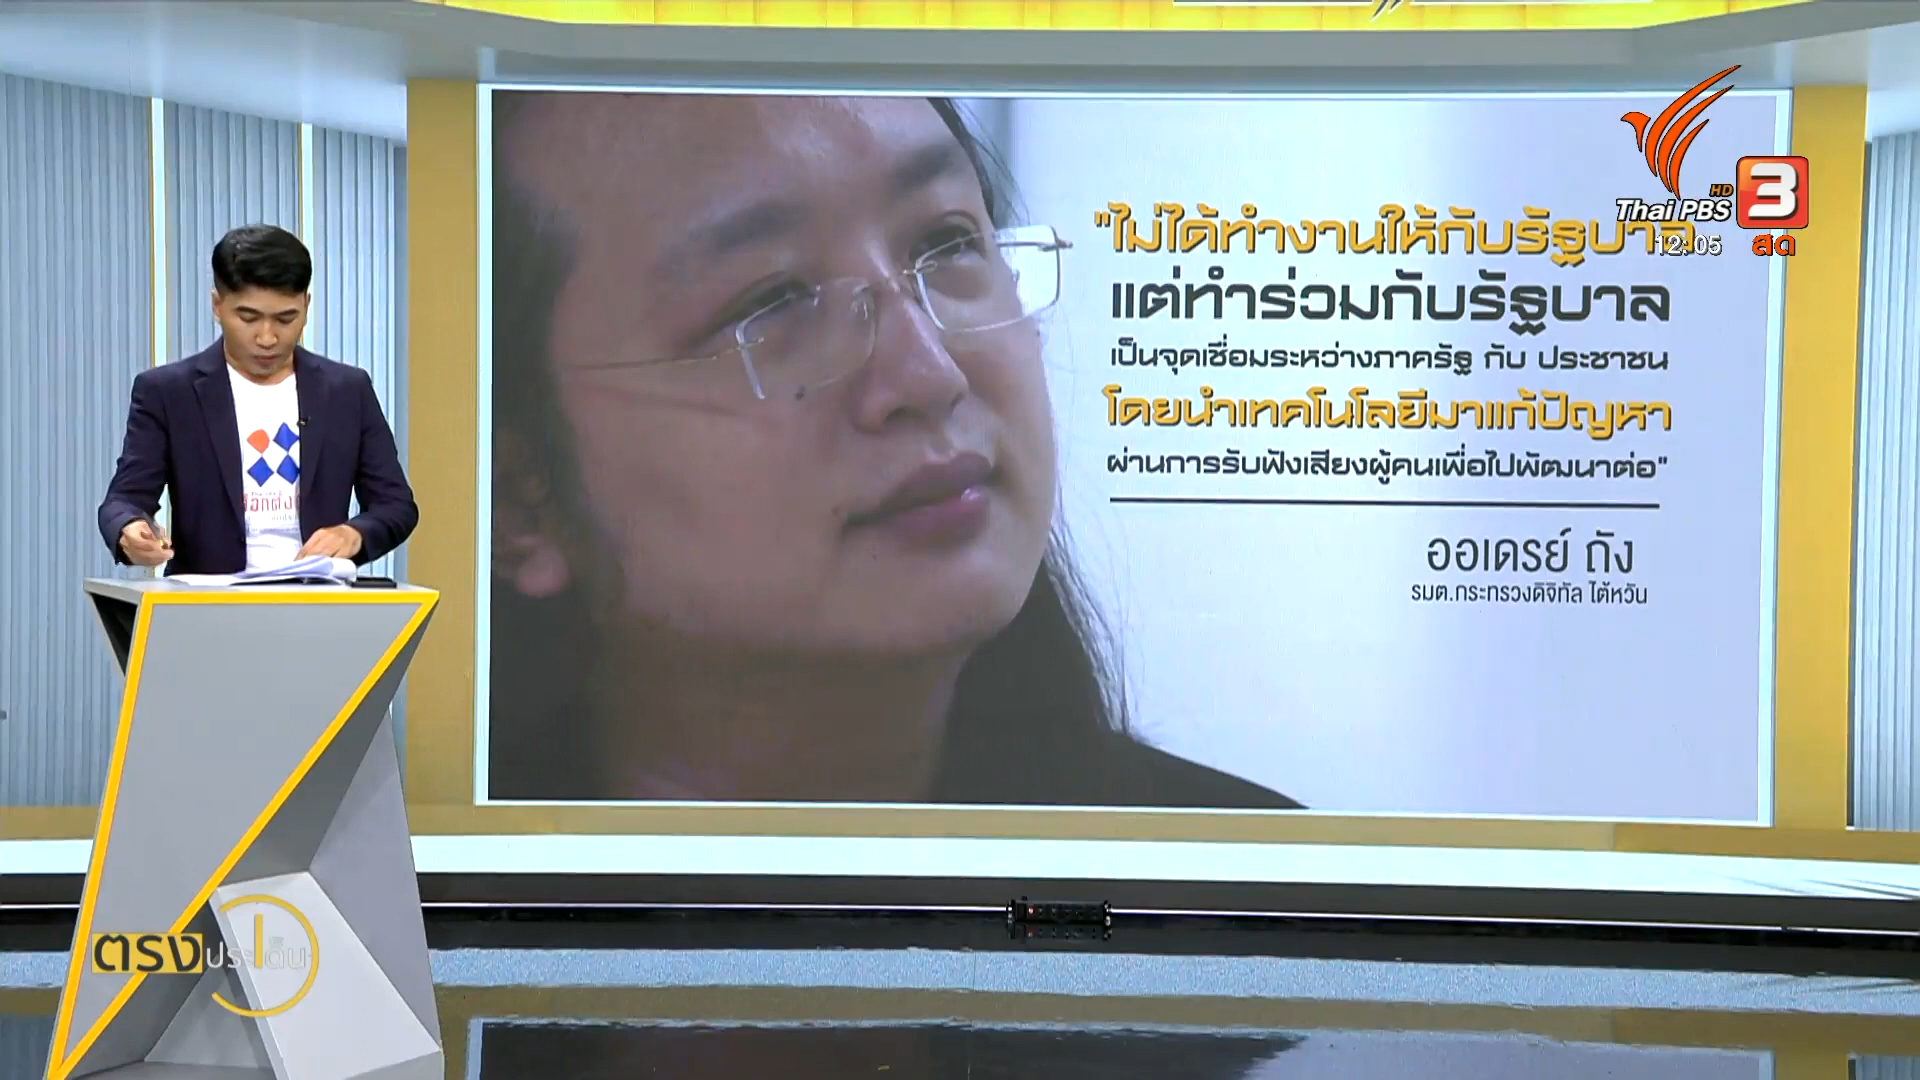 "ไม่ได้ทำงานให้กับรัฐบาล
แต่ทำร่วมกับรัฐบาล
เป็นจุดเชื่อมระหว่างภาครัฐ กับ ประชาชน
โดยนำเทคโนโลยีมาแก้ปัญหา
ผ่านการรับฟังเสียงผู้คนเพื่อไปพัฒนาต่อ"
ออเดรย์ ถัง
รมต.กระทรวงดิจิทัล ไต้หวัน
HD
Thai PBS 3
12:05 สด
ตรงประเด็น